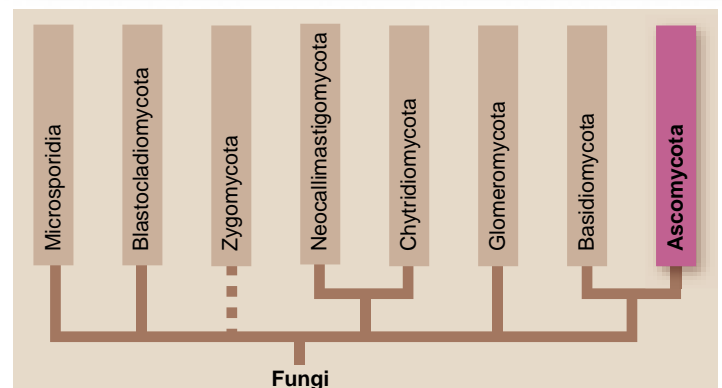 Microsporidia
Blastocladiomycota
Zygomycota
Neocallimastigomycota
Chytridiomycota
Glomeromycota
Basidiomycota
Ascomycota
Fungi